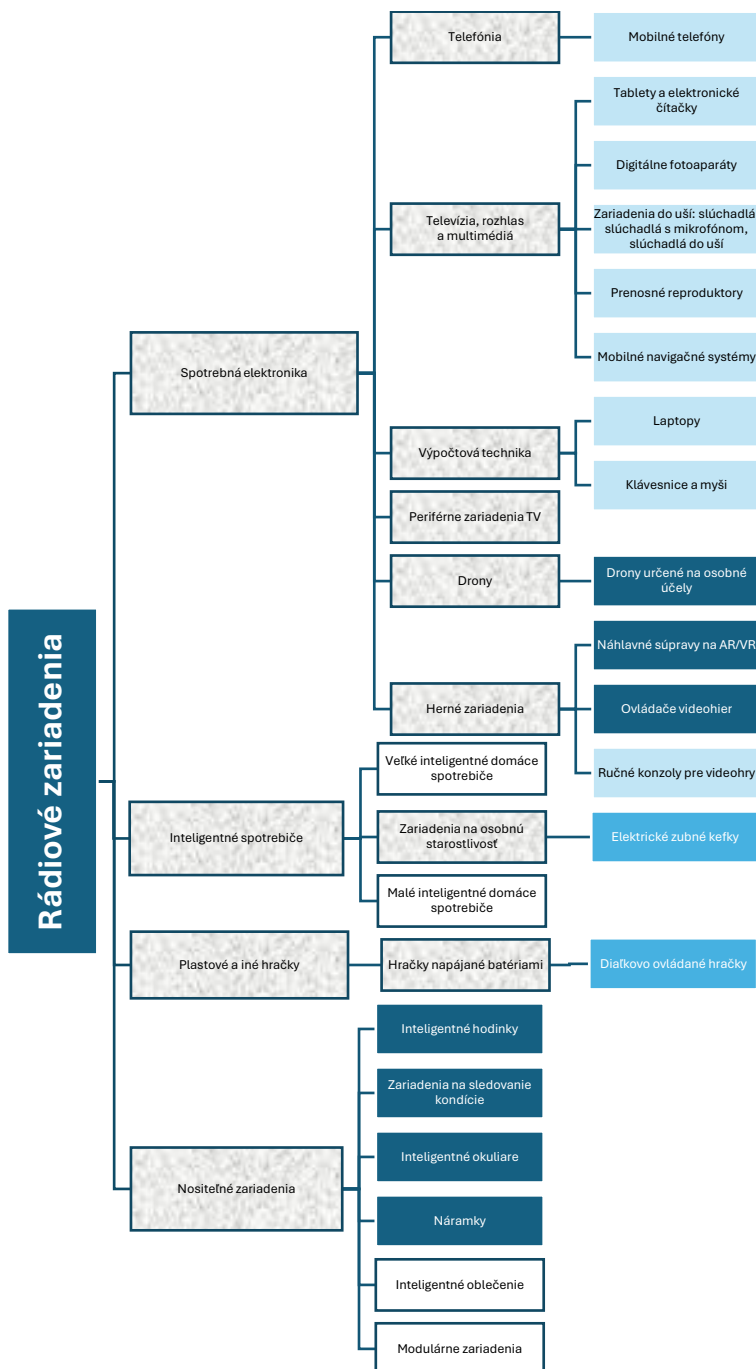 Rádiové zariadenia
Spotrebná elektronika
Telefónia
Mobilné telefóny
Televízia, rozhlas
a multimédiá
Tablety a elektronické
čítačky
Digitálne fotoaparáty
Zariadenia do uší: slúchadlá
slúchadlá s mikrofónom,
slúchadlá do uší
Prenosné reproduktory
Mobilné navigačné systémy
Výpočtová technika
Laptopy
Klávesnice a myši
Periférne zariadenia TV
Drony
Drony určené na osobné
účely
Herné zariadenia
Náhlavné súpravy na AR/VR
Ovládače videohier
Ručné konzoly pre videohry
Inteligentné spotrebiče
Veľké inteligentné domáce
spotrebiče
Zariadenia na osobnú
starostlivosť
Elektrické zubné kefky
Malé inteligentné domáce
spotrebiče
Plastové a iné hračky
Hračky napájané batériami
Diaľkovo ovládané hračky
Nositeľné zariadenia
Inteligentné hodinky
Zariadenia na sledovanie
kondície
Inteligentné okuliare
Náramky
Inteligentné oblečenie
Modulárne zariadenia